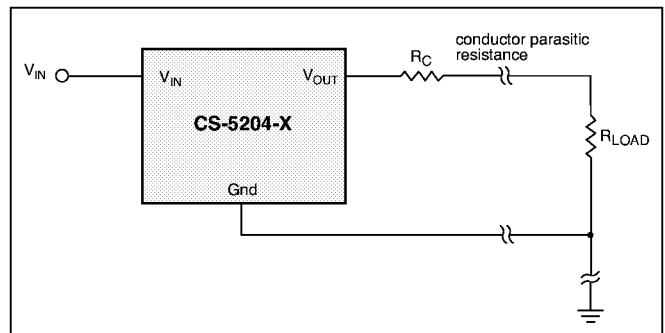 conductor parasitic
resistance
RC
VIN
VIN
VOUT
CS-5204-X
RLOAD
Gnd